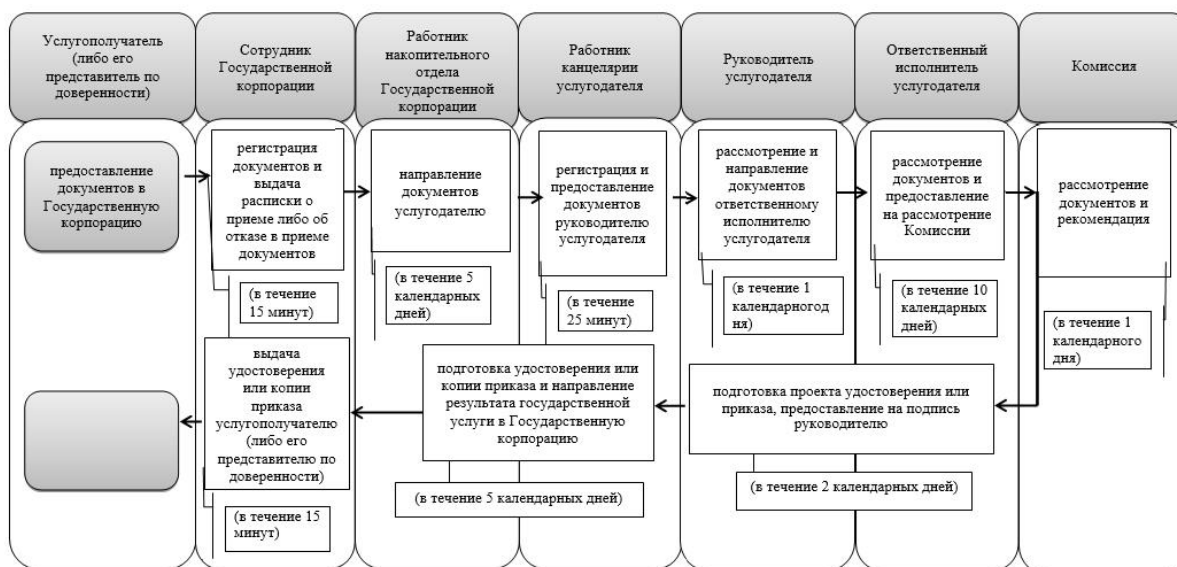 Услугополучатель
(либо его
представитель по
доверенности)
Сотрудник
Государственной
корпорации
Работник
накопительного
отдела
Государственной
корпорации
Работник
канцелярии
услугодателя
Руководитель
услугодателя
Ответственный
исполнитель
услугодателя
Комиссия
предоставление
документов в
Государственную
корпорацию
регистрация
документов и
выдача
расписки о
приеме либо об
отказе в приеме
документов
направление
документов
услугодателю
регистрация и
предоставление
документов
руководителю
услугодателя
рассмотрение и
направление
документов
ответственному
исполнителю
услугодателя
рассмотрение
документов и
предоставление
на рассмотрение
Комиссии
рассмотрение
документов и
рекомендация
(в течение
15 минут)
(в течение 5
календарных
дней)
(в течение
25 минут)
(в течение 1
календарногод
ня)
(в течение 10
календарных
дней)
(в течение 1
календарного
дня)
выдача
удостоверения
или копии
приказа
услугополучателю
(либо его
представителю по
доверенности)
подготовка удостоверения или
копии приказа и направление
результата государственной
услуги в Государственную
корпорацию
подготовка проекта удостоверения или
приказа, предоставление на подпись
руководителю
(в течение 15
минут)
(в течение 5 календарных дней)
(в течение 2 календарных дней)